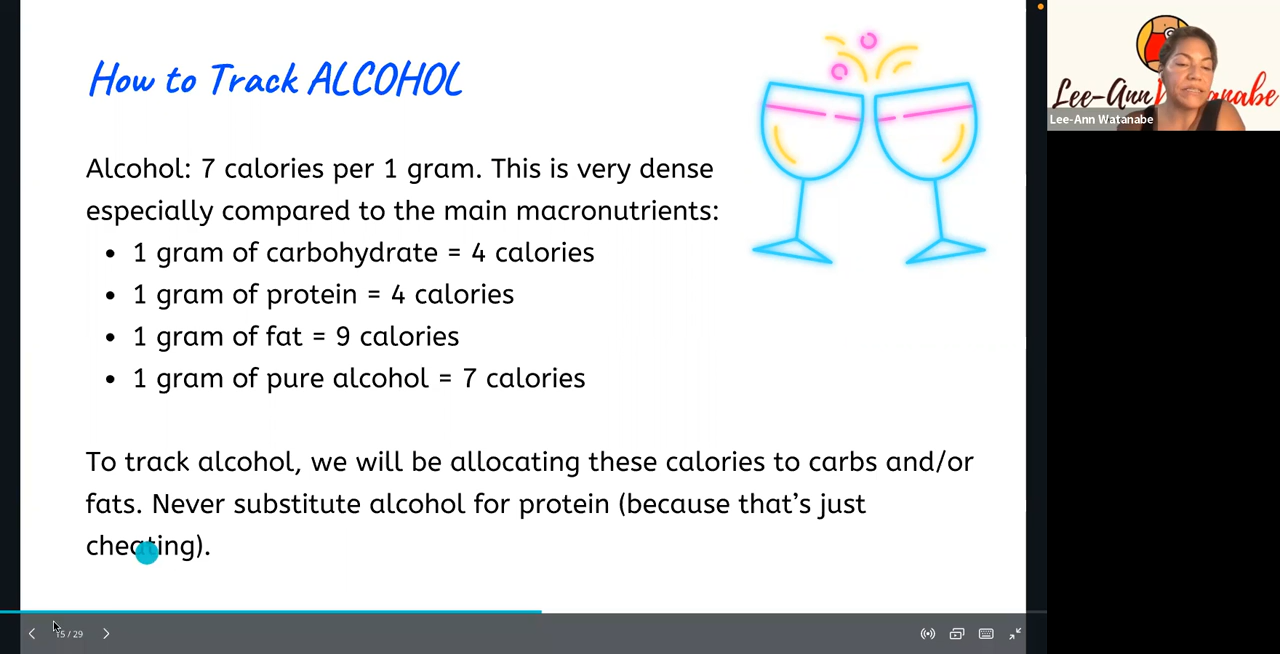 How to Track ALCOHOL
Alcohol: 7 calories per 1 gram. This is very dense
especially compared to the main macronutrients:
• 1 gram of carbohydrate = 4 calories
• 1 gram of protein = 4 calories
• 1 gram of fat = 9 calories
• 1 gram of pure alcohol = 7 calories
To track alcohol, we will be allocating these calories to carbs and/or
fats. Never substitute alcohol for protein (because that's just
cheating).
15 / 29
Lee-Ann
Lee-Ann Watanabe